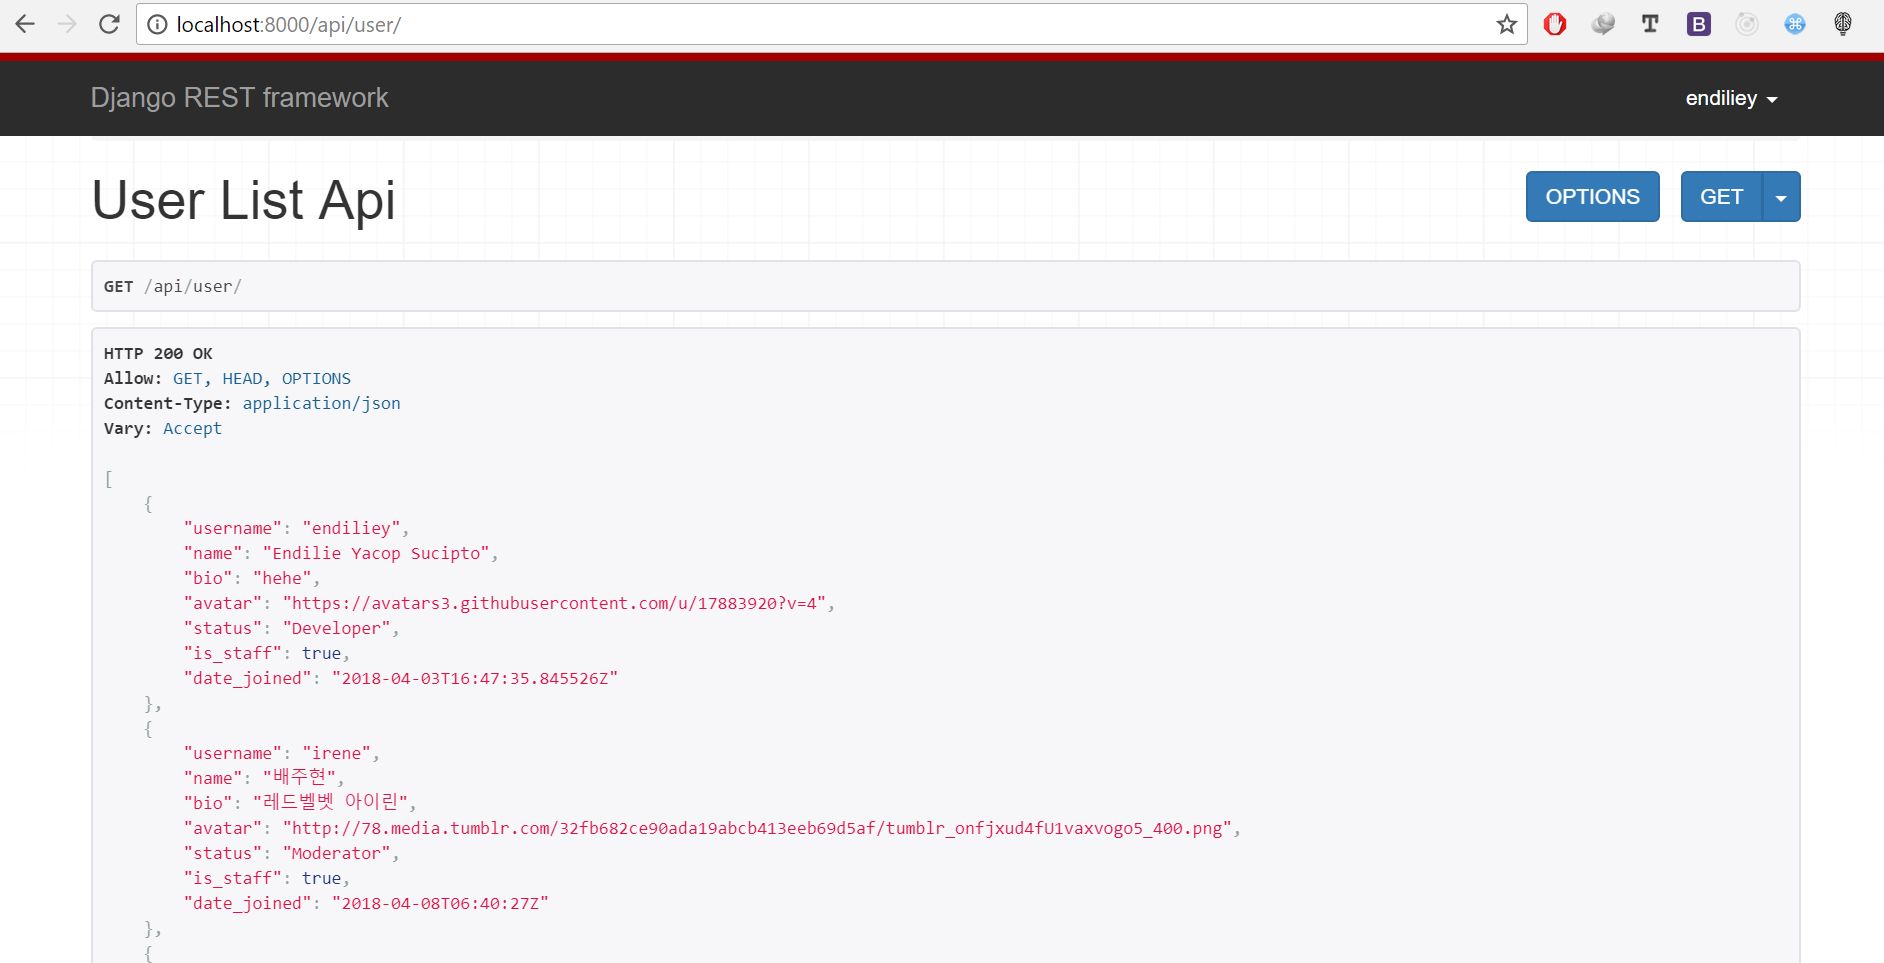 localhost:8000/api/user/
Django REST framework
endiliey
User List Api
OPTIONS
GET
GET /api/user/
HTTP 200 OK
Allow: GET, HEAD, OPTIONS
Content-Type: application/json
Vary: Accept
[
    {
        "username": "endiliey",
        "name": "Endilie Yacop Sucipto",
        "bio": "hehe",
        "avatar": "https://avatars3.githubusercontent.com/u/17883920?v=4",
        "status": "Developer",
        "is_staff": true,
        "date_joined": "2018-04-03T16:47:35.845526Z"
    },
    {
        "username": "irene",
        "name": "배주현",
        "bio": "레드벨벳 아이린",
        "avatar": "http://78.media.tumblr.com/32fb682ce90ada19abcb413eeb69d5af/tumblr_onfjxud4fU1vaxvogo5_400.png",
        "status": "Moderator",
        "is_staff": true,
        "date_joined": "2018-04-08T06:40:27Z"
    },
    {